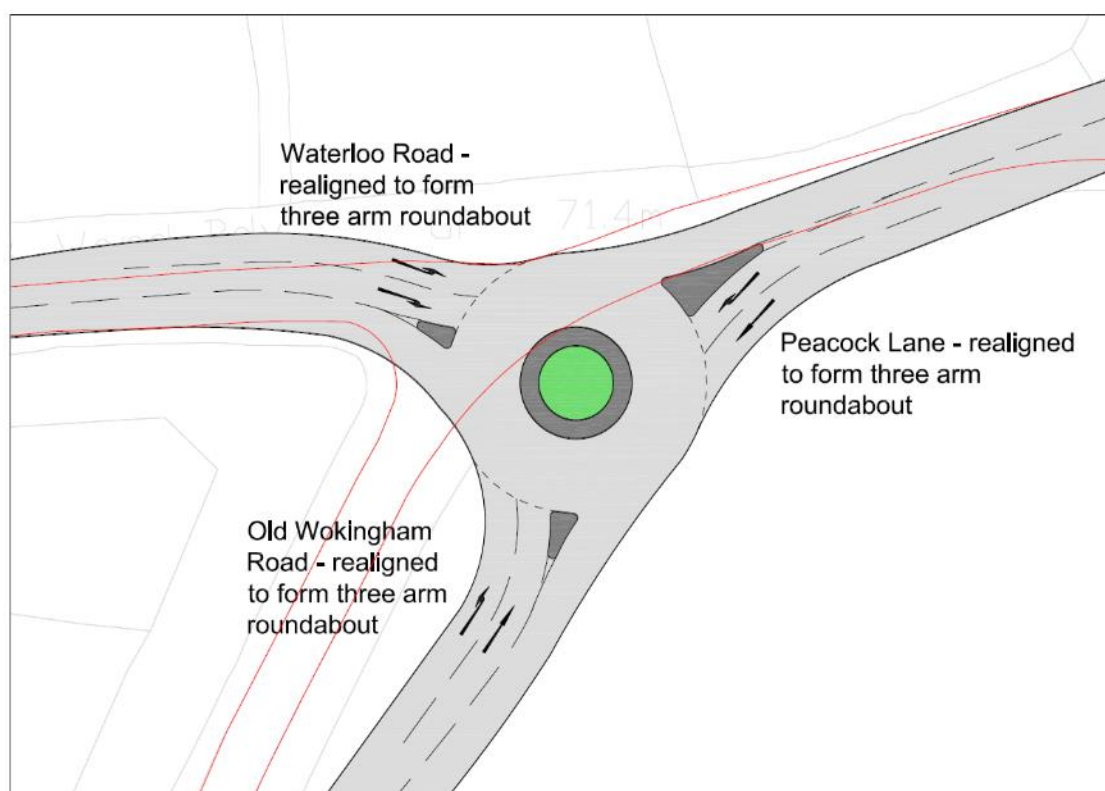 Waterloo Road -
realigned to form
three arm roundabout
71.4m
Peacock Lane - realigned
to form three arm
roundabout
Old Wokingham
Road - realigned
to form three arm
roundabout